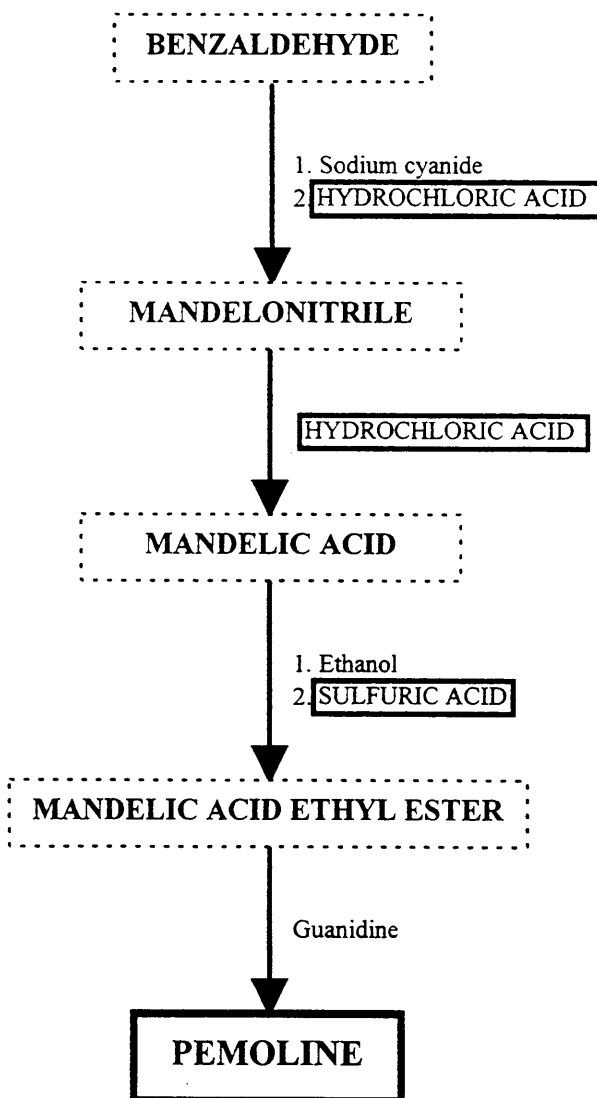 BENZALDEHYDE
1. Sodium cyanide
2. HYDROCHLORIC ACID
MANDELONITRILE
HYDROCHLORIC ACID
MANDELIC ACID
1. Ethanol
2. SULFURIC ACID
MANDELIC ACID ETHYL ESTER
Guanidine
PEMOLINE